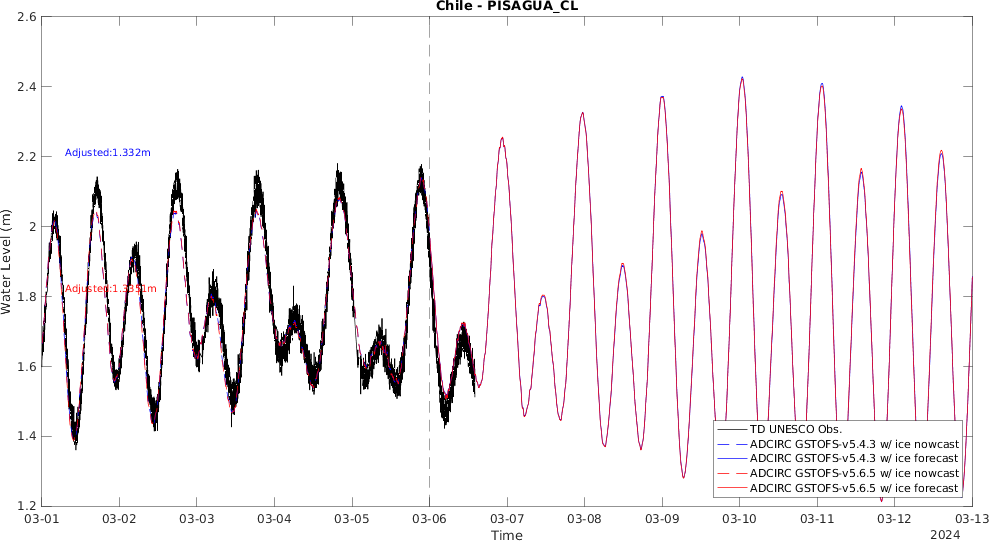 Chile - PISAGUA_CL
2.6
2.4
2.2
2
1.8
1.6
1.4
1.2
Water Level (m)
Adjusted:1.332m
Adjusted:1.3351m
TD UNESCO Obs.
ADCIRC GSTOFS-v5.4.3 w/ ice nowcast
ADCIRC GSTOFS-v5.4.3 w/ ice forecast
ADCIRC GSTOFS-v5.6.5 w/ ice nowcast
ADCIRC GSTOFS-v5.6.5 w/ ice forecast
03-01 03-02 03-03 03-04 03-05 03-06 03-07 03-08 03-09 03-10 03-11 03-12 03-13
Time
2024